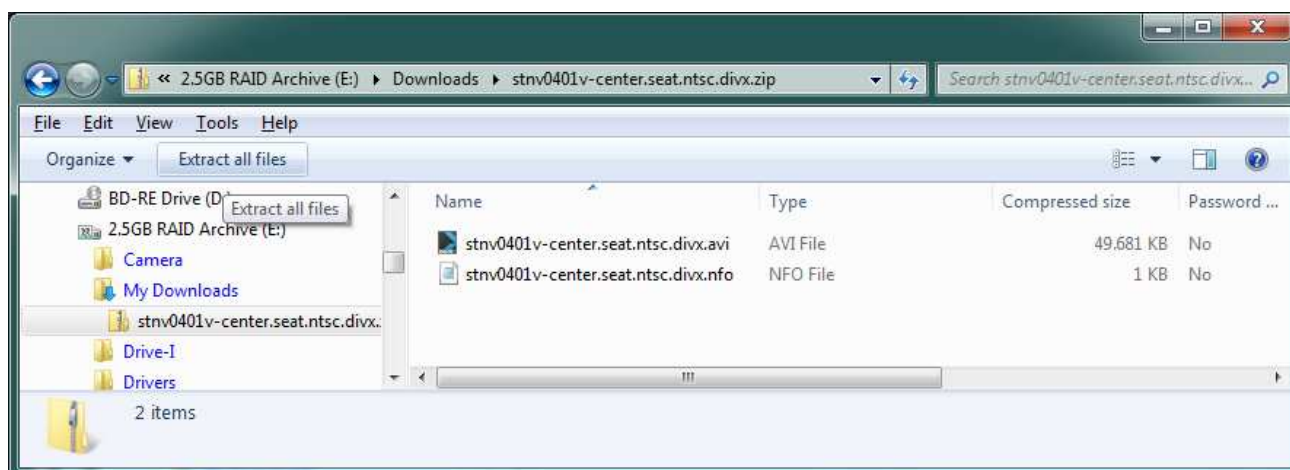 « 2.5GB RAID Archive (E:) Downloads stnv0401v-center.seat.ntsc.divx.zip Search stnv0401v-center.seat.ntsc.divx...
File Edit View Tools Help
Organize Extract all files
BD-RE Drive (D:)
Extract all files
2.5GB RAID Archive (E:)
Camera
My Downloads
stnv0401v-center.seat.ntsc.divx.
Drive-I
Drivers
Name Type Compressed size Password ...
stnv0401v-center.seat.ntsc.divx.avi AVI File 49.681 KB No
stnv0401v-center.seat.ntsc.divx.nfo NFO File 1 KB No
2 items